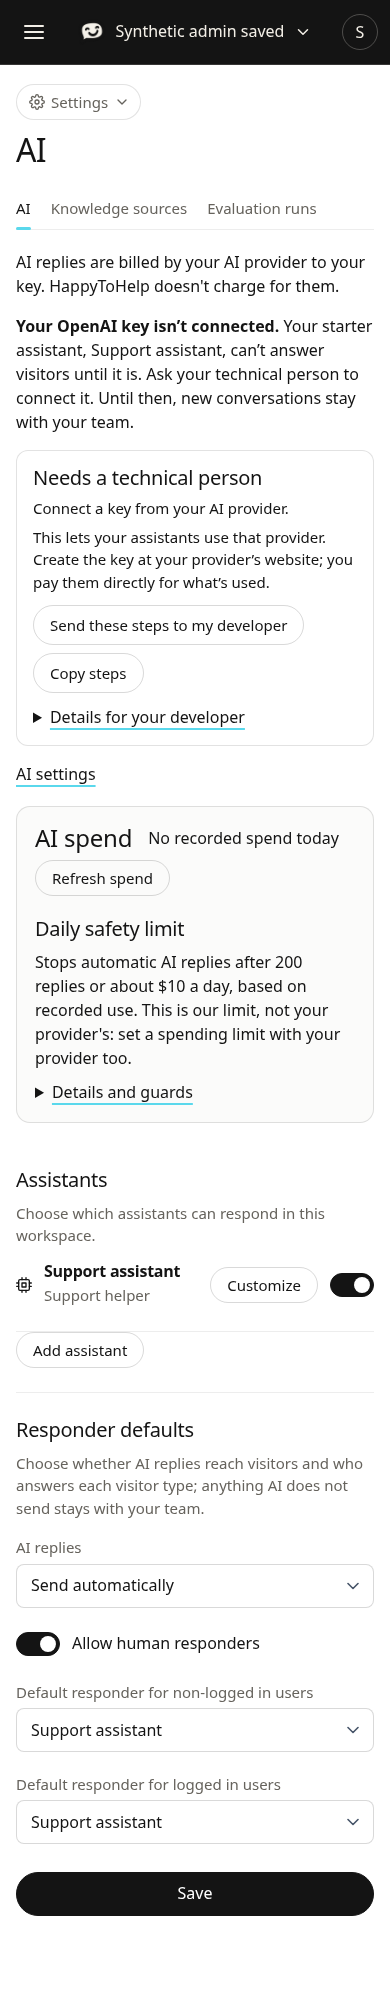 Synthetic admin saved
S
Settings
AI
AI
Knowledge sources
Evaluation runs
AI replies are billed by your AI provider to your
key. HappyToHelp doesn't charge for them.
Your OpenAI key isn’t connected. Your starter
assistant, Support assistant, can’t answer
visitors until it is. Ask your technical person to
connect it. Until then, new conversations stay
with your team.
Needs a technical person
Connect a key from your AI provider.
This lets your assistants use that provider.
Create the key at your provider’s website; you
pay them directly for what’s used.
Send these steps to my developer
Copy steps
Details for your developer
AI settings
AI spend
No recorded spend today
Refresh spend
Daily safety limit
Stops automatic AI replies after 200
replies or about $10 a day, based on
recorded use. This is our limit, not your
provider's: set a spending limit with your
provider too.
Details and guards
Assistants
Choose which assistants can respond in this
workspace.
Support assistant
Support helper
Customize
Add assistant
Responder defaults
Choose whether AI replies reach visitors and who
answers each visitor type; anything AI does not
send stays with your team.
AI replies
Send automatically
Allow human responders
Default responder for non-logged in users
Support assistant
Default responder for logged in users
Support assistant
Save